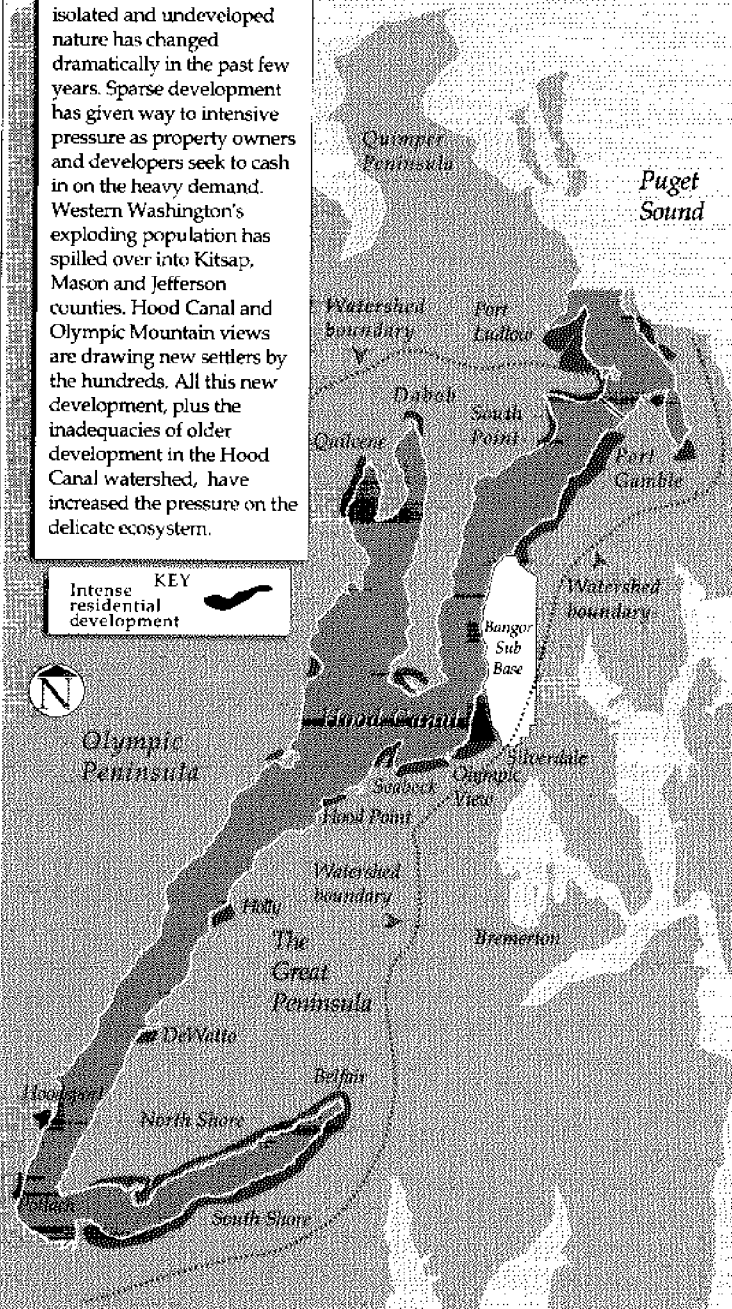 isolated and undeveloped
nature has changed
dramatically in the past few
years. Sparse development
has given way to intensive
pressure as property owners
and developers seek to cash
in on the heavy demand.
Western Washington's
exploding population has
spilled over into Kitsap,
Mason and Jefferson
counties. Hood Canal and
Olympic Mountain views
are drawing new settlers by
the hundreds. All this new
development, plus the
inadequacies of older
development in the Hood
Canal watershed, have
increased the pressure on the
delicate ecosystem.
KEY
Intense
residential
development
N
Quimper
Peninsula
Puget
Sound
Watershed
boundary
Port
Ludlow
Dabob
South
Point
Quilcene
Port
Gamble
Watershed
boundary
Bangor
Sub
Base
Hood Canal
Olympic
Peninsula
Silverdale
Seabeck
Olympic
View
Hood Point
Watershed
boundary
Holly
The
Great
Peninsula
Bremerton
DeWatto
Belfair
Hoodsport
North Shore
Potlatch
South Shore